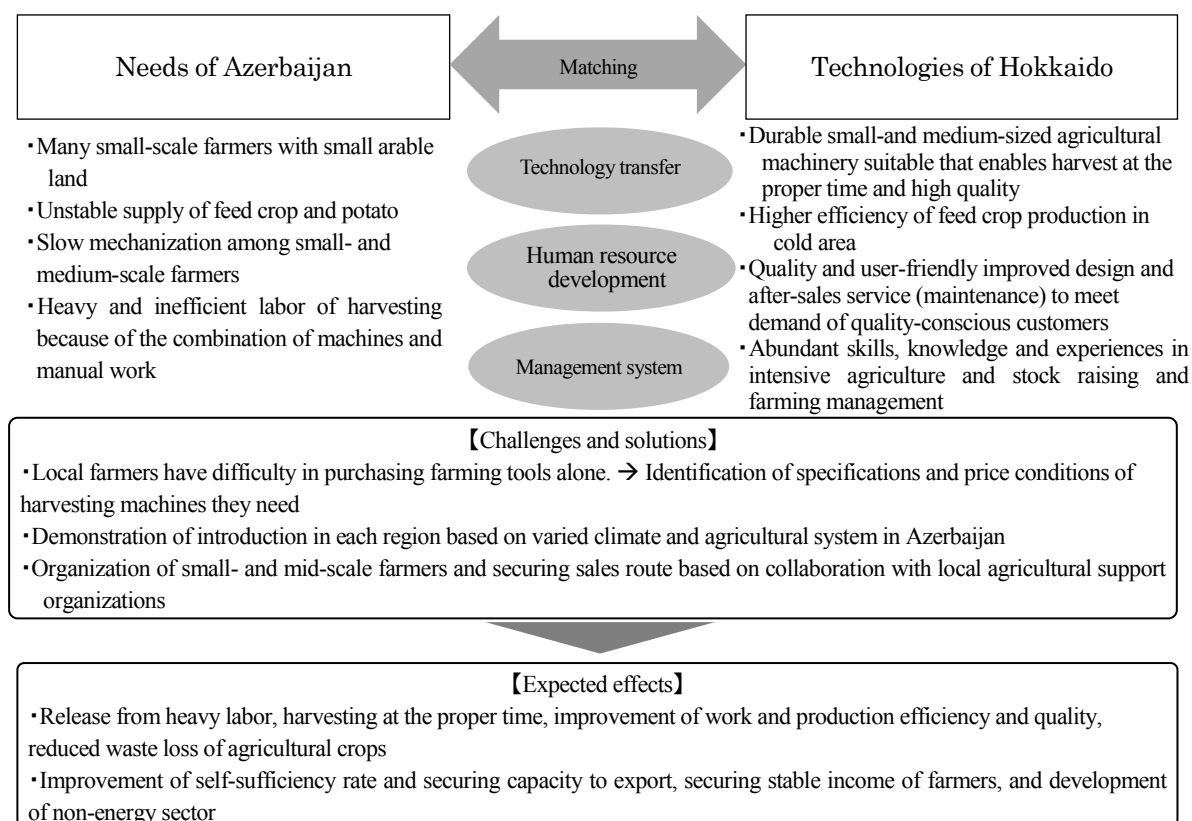 Needs of Azerbaijan
Matching
Technologies of Hokkaido
・Many small-scale farmers with small arable
land
・Unstable supply of feed crop and potato
・Slow mechanization among small- and
medium-scale farmers
・Heavy and inefficient labor of harvesting
because of the combination of machines and
manual work
Technology transfer
Human resource
development
Management system
・Durable small-and medium-sized agricultural
machinery suitable that enables harvest at the
proper time and high quality
・Higher efficiency of feed crop production in
cold area
・Quality and user-friendly improved design and
after-sales service (maintenance) to meet
demand of quality-conscious customers
・Abundant skills, knowledge and experiences in
intensive agriculture and stock raising and
farming management
【Challenges and solutions】
・Local farmers have difficulty in purchasing farming tools alone. → Identification of specifications and price conditions of
harvesting machines they need
・Demonstration of introduction in each region based on varied climate and agricultural system in Azerbaijan
・Organization of small- and mid-scale farmers and securing sales route based on collaboration with local agricultural support
organizations
【Expected effects】
・Release from heavy labor, harvesting at the proper time, improvement of work and production efficiency and quality,
reduced waste loss of agricultural crops
・Improvement of self-sufficiency rate and securing capacity to export, securing stable income of farmers, and development
of non-energy sector